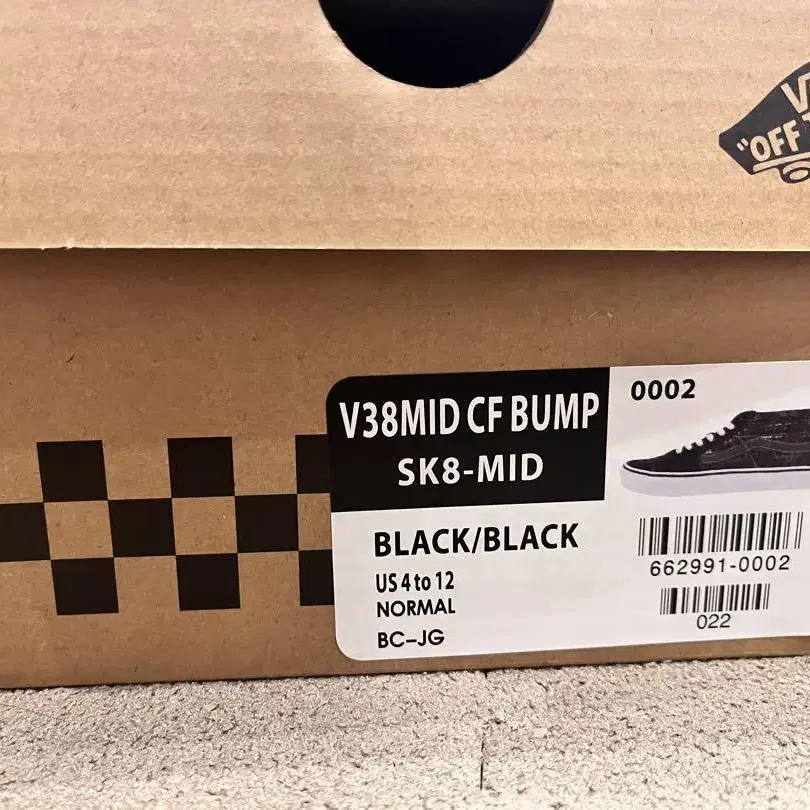 V
"OFF
V38MID CF BUMP
SK8-MID
0002
BLACK/BLACK
US 4 to 12
NORMAL
BC-JG
662991-0002
022